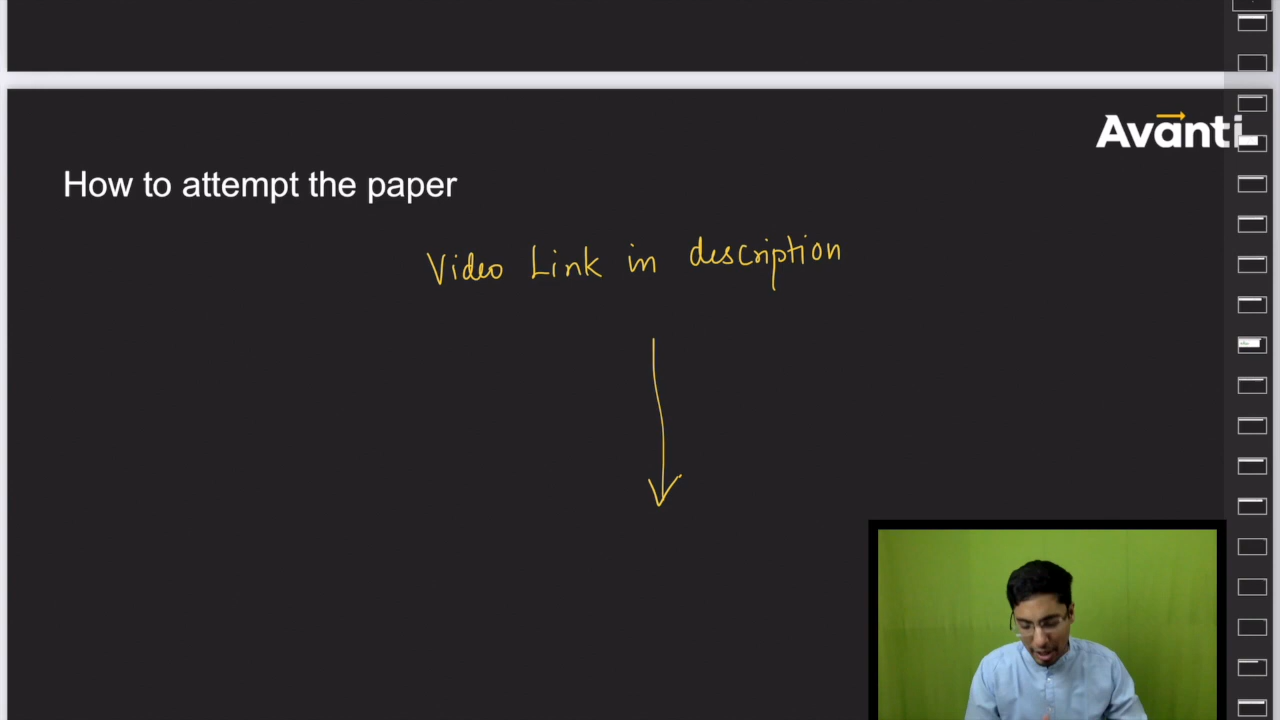 Avanti
How to attempt the paper
Video Link in description